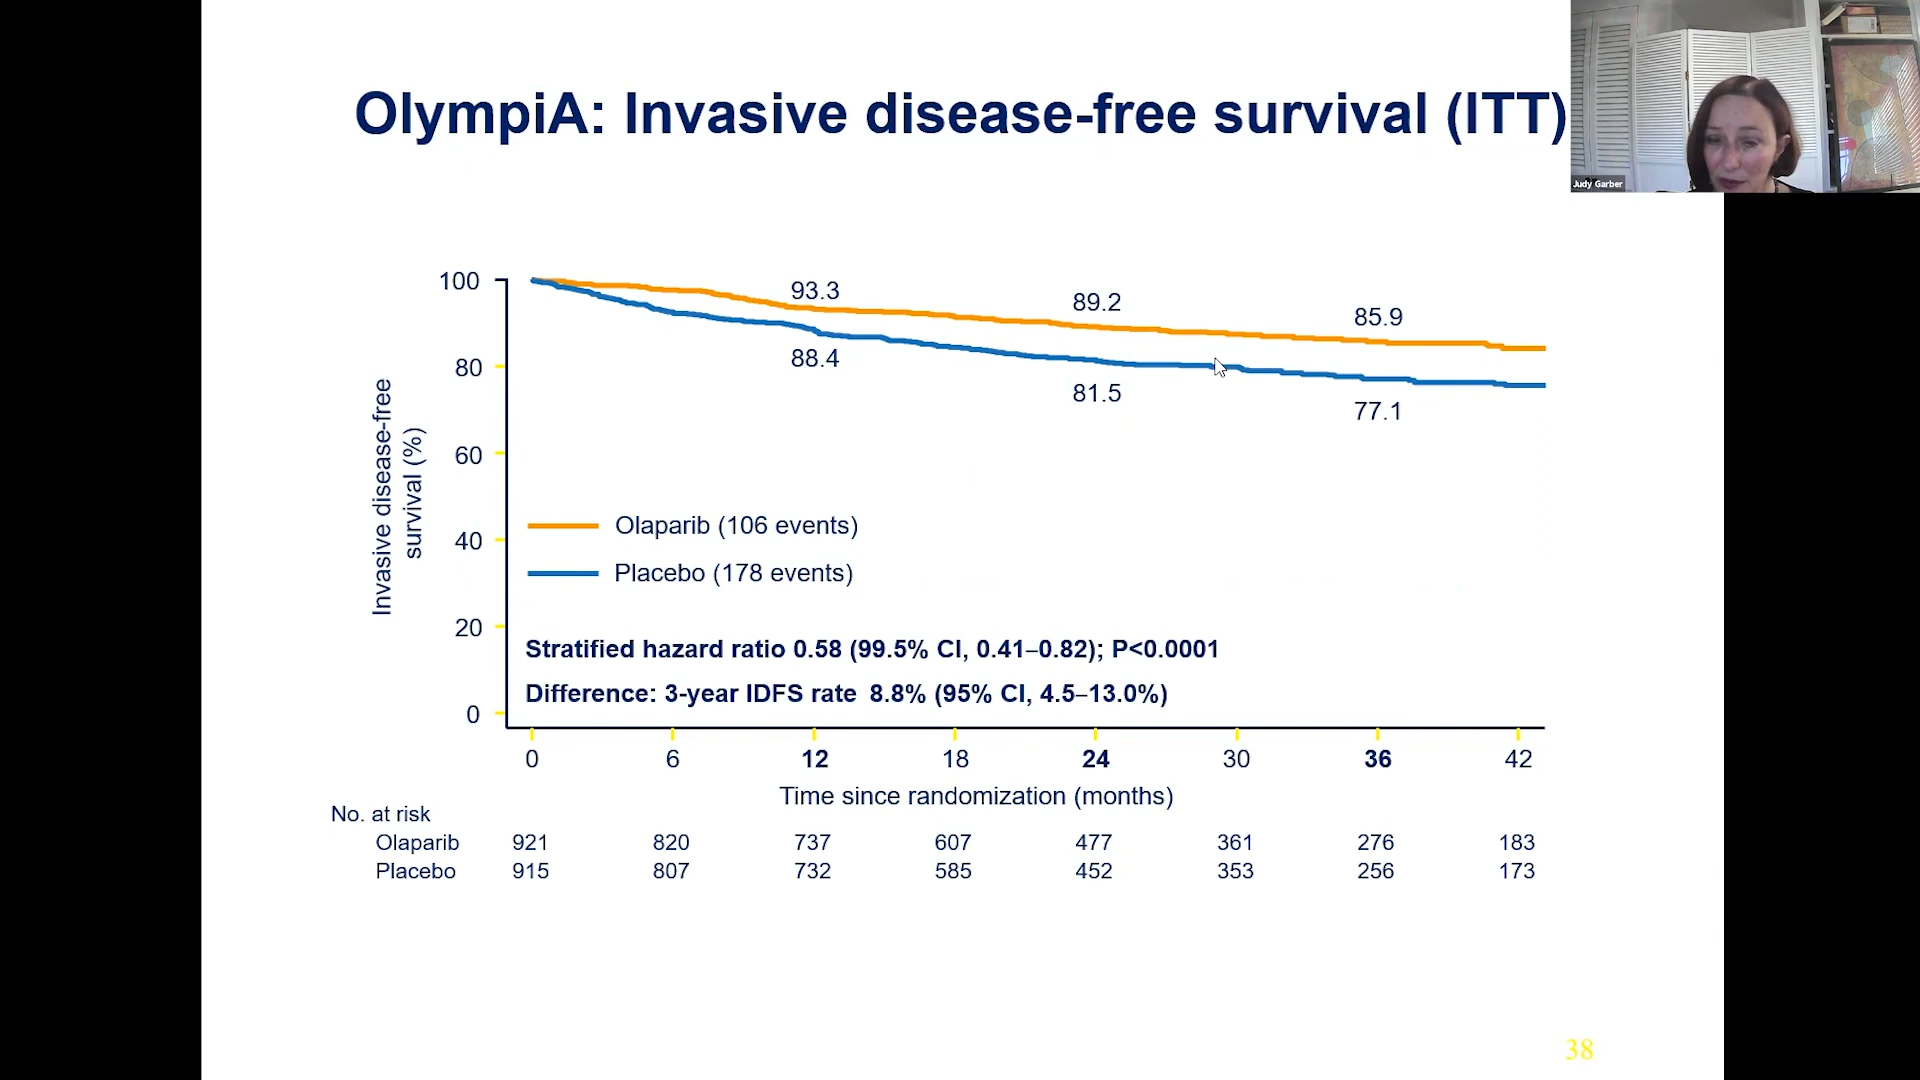 OlympiA: Invasive disease-free survival (ITT)
Judy Garber
Invasive disease-free
survival (%)
100
80
60
40
20
0
93.3
89.2
85.9
88.4
81.5
77.1
Olaparib (106 events)
Placebo (178 events)
Stratified hazard ratio 0.58 (99.5% CI, 0.41–0.82); P<0.0001
Difference: 3-year IDFS rate 8.8% (95% CI, 4.5–13.0%)
0 6 12 18 24 30 36 42
Time since randomization (months)
No. at risk
Olaparib 921 820 737 607 477 361 276 183
Placebo 915 807 732 585 452 353 256 173
38